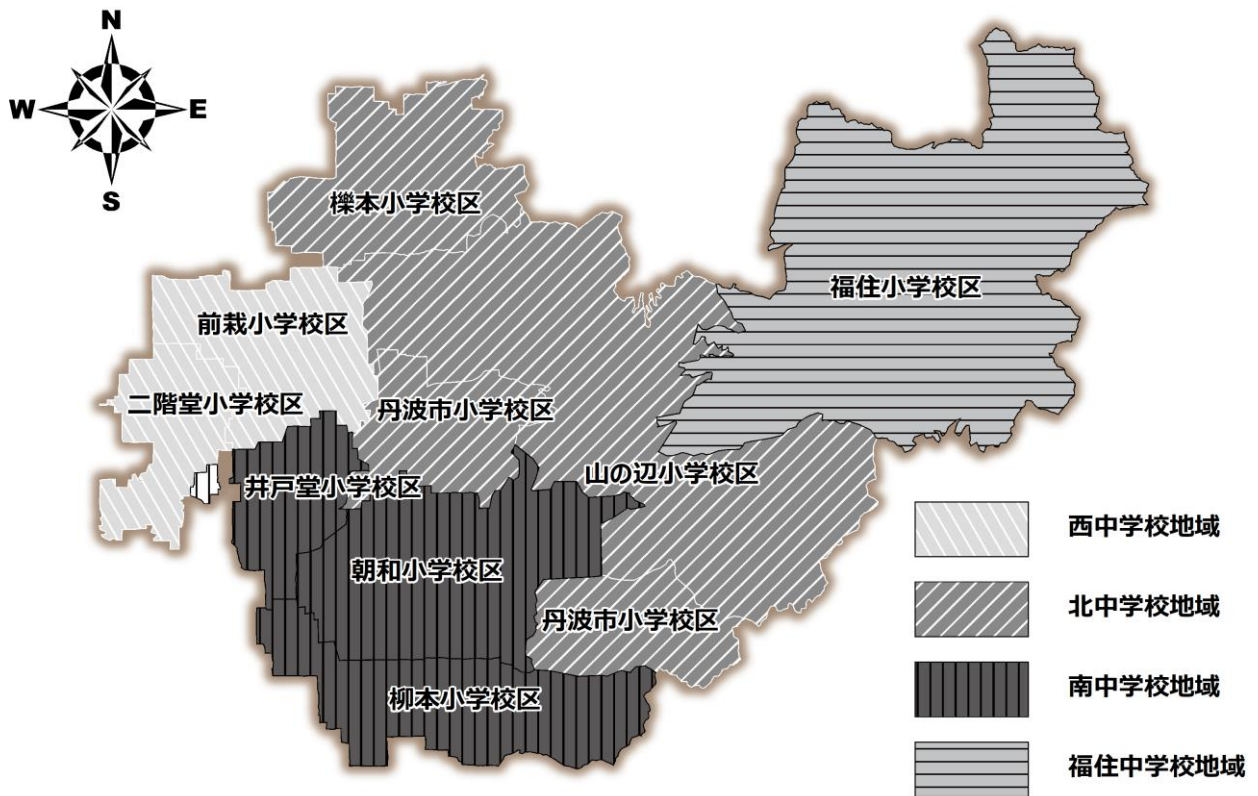 N
W
E
S
櫟本小学校区
福住小学校区
前栽小学校区
二階堂小学校区
丹波市小学校区
山の辺小学校区
井戸堂小学校区
朝和小学校区
丹波市小学校区
柳本小学校区
西中学校地域
北中学校地域
南中学校地域
福住中学校地域